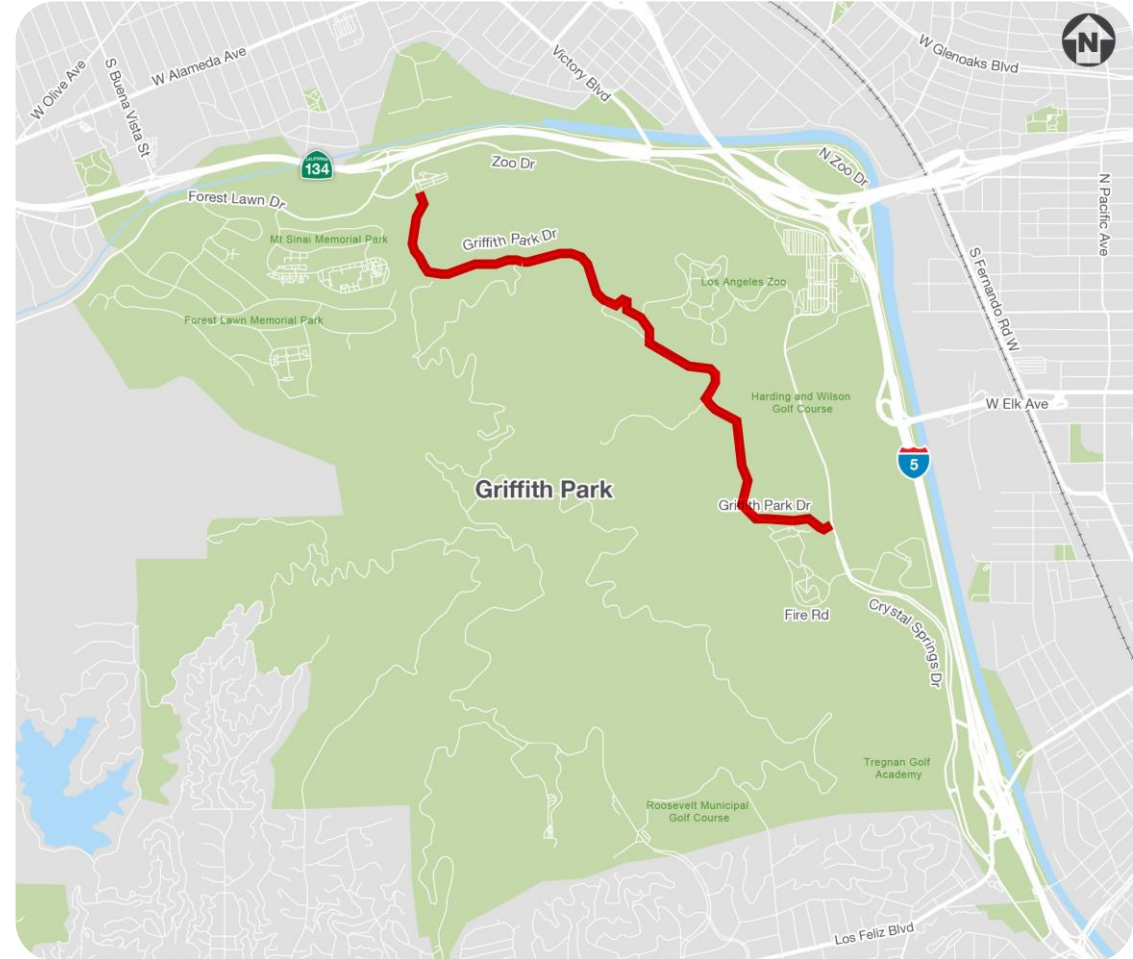 N
W Glenoaks Blvd
W Olive Ave
S Buena Vista St
W Alameda Ave
Victory Blvd
CALIFORNIA
134
Zoo Dr
N Zoo Dr
N Pacific Ave
Forest Lawn Dr
Mt Sinai Memorial Park
Griffith Park Dr
S Fernando Rd W
Los Angeles Zoo
Forest Lawn Memorial Park
Harding and Wilson
Golf Course
W Elk Ave
5
Griffith Park
Griffith Park Dr
Fire Rd
Crystal Springs Dr
Tregnan Golf
Academy
Roosevelt Municipal
Golf Course
Los Feliz Blvd